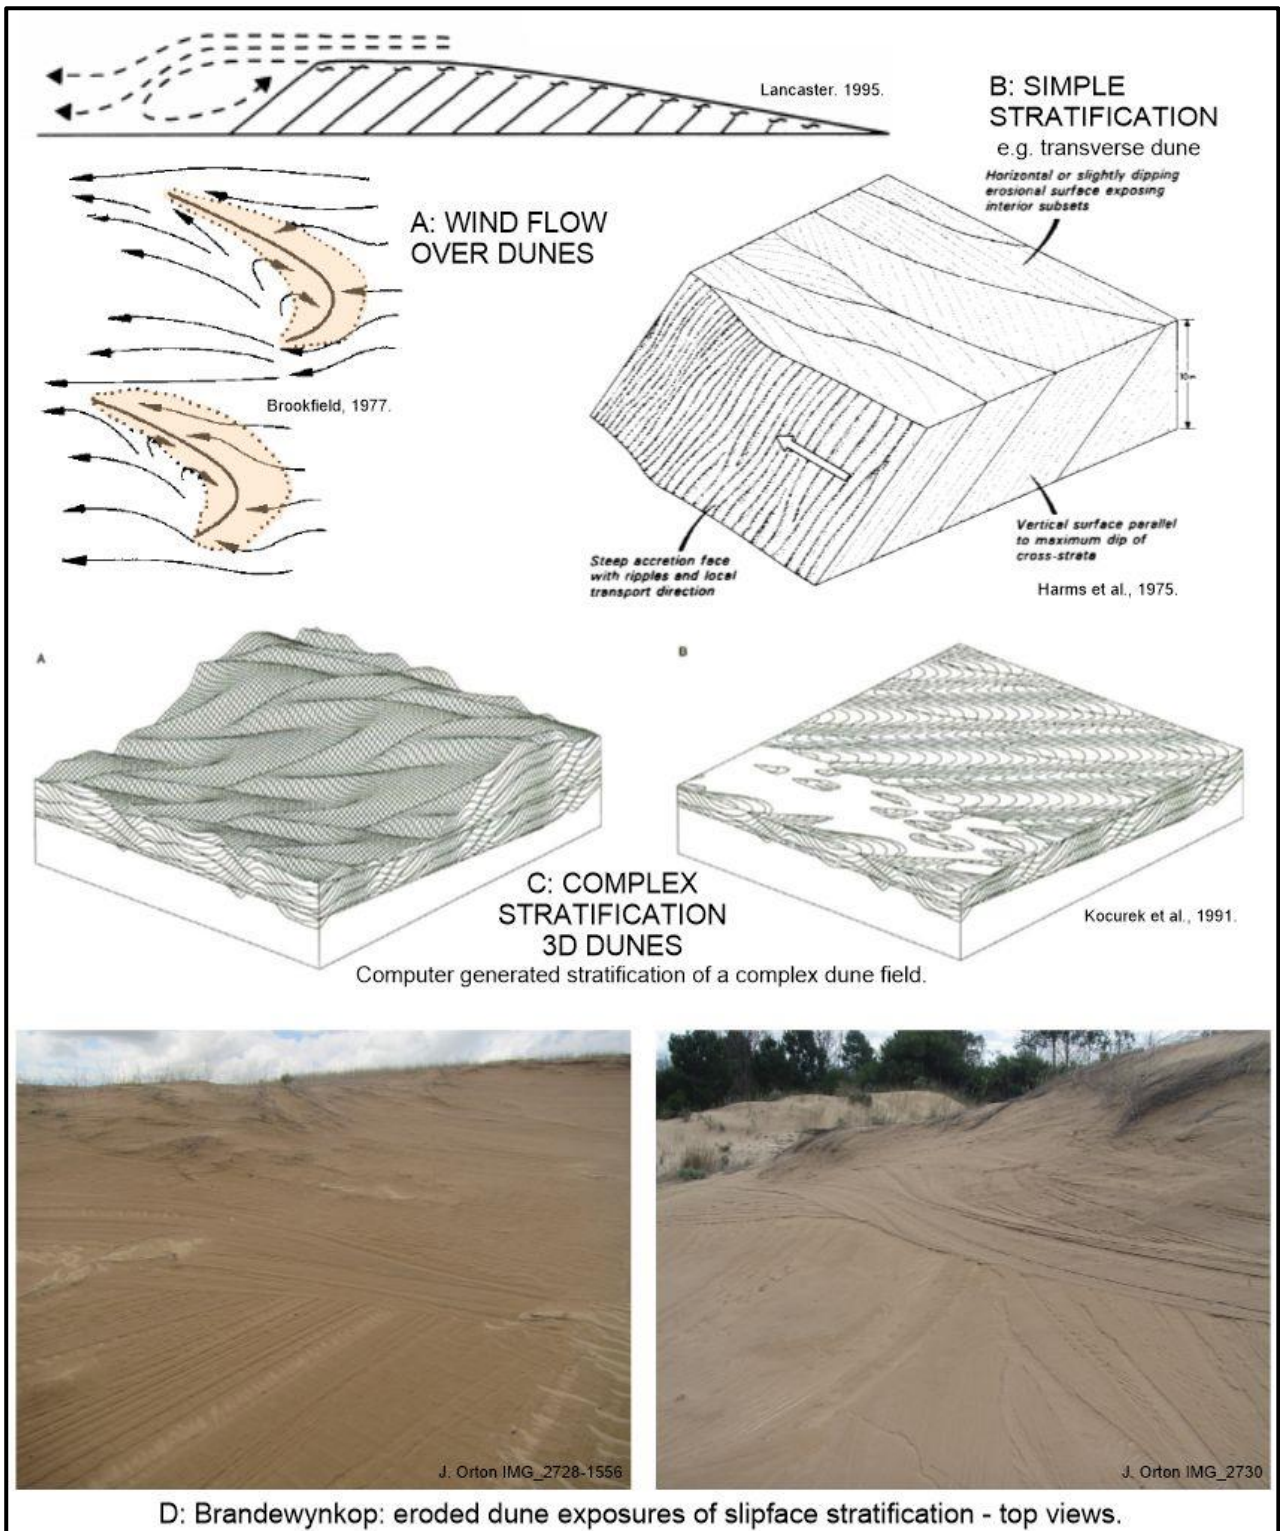 Lancaster. 1995.
B: SIMPLE
STRATIFICATION
e.g. transverse dune
Horizontal or slightly dipping
erosional surface exposing
interior subsets
A: WIND FLOW
OVER DUNES
Brookfield, 1977.
10m
Steep accretion face
with ripples and local
transport direction
Vertical surface parallel
to maximum dip of
cross-strata
Harms et al., 1975.
A
B
C: COMPLEX
STRATIFICATION
3D DUNES
Kocurek et al., 1991.
Computer generated stratification of a complex dune field.
J. Orton IMG_2728-1556
J. Orton IMG_2730
D: Brandewynkop: eroded dune exposures of slipface stratification - top views.